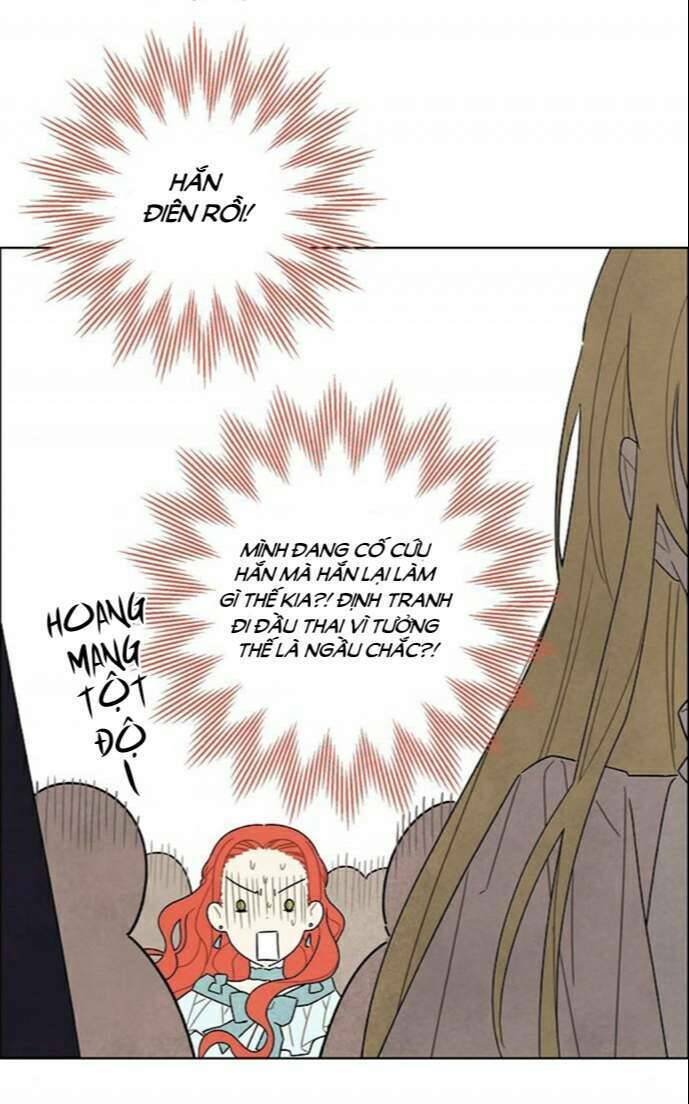 HẮN
ĐIÊN RỒI!
MÌNH ĐANG CỐ CỨU
HẮN MÀ HẮN LẠI LÀM
GÌ THẾ KIA?! ĐỊNH TRANH
ĐI ĐẦU THAI VÌ TƯỞNG
THẾ LÀ NGẦU CHẮC?!
HOANG
MANG
TỘT
ĐỘ